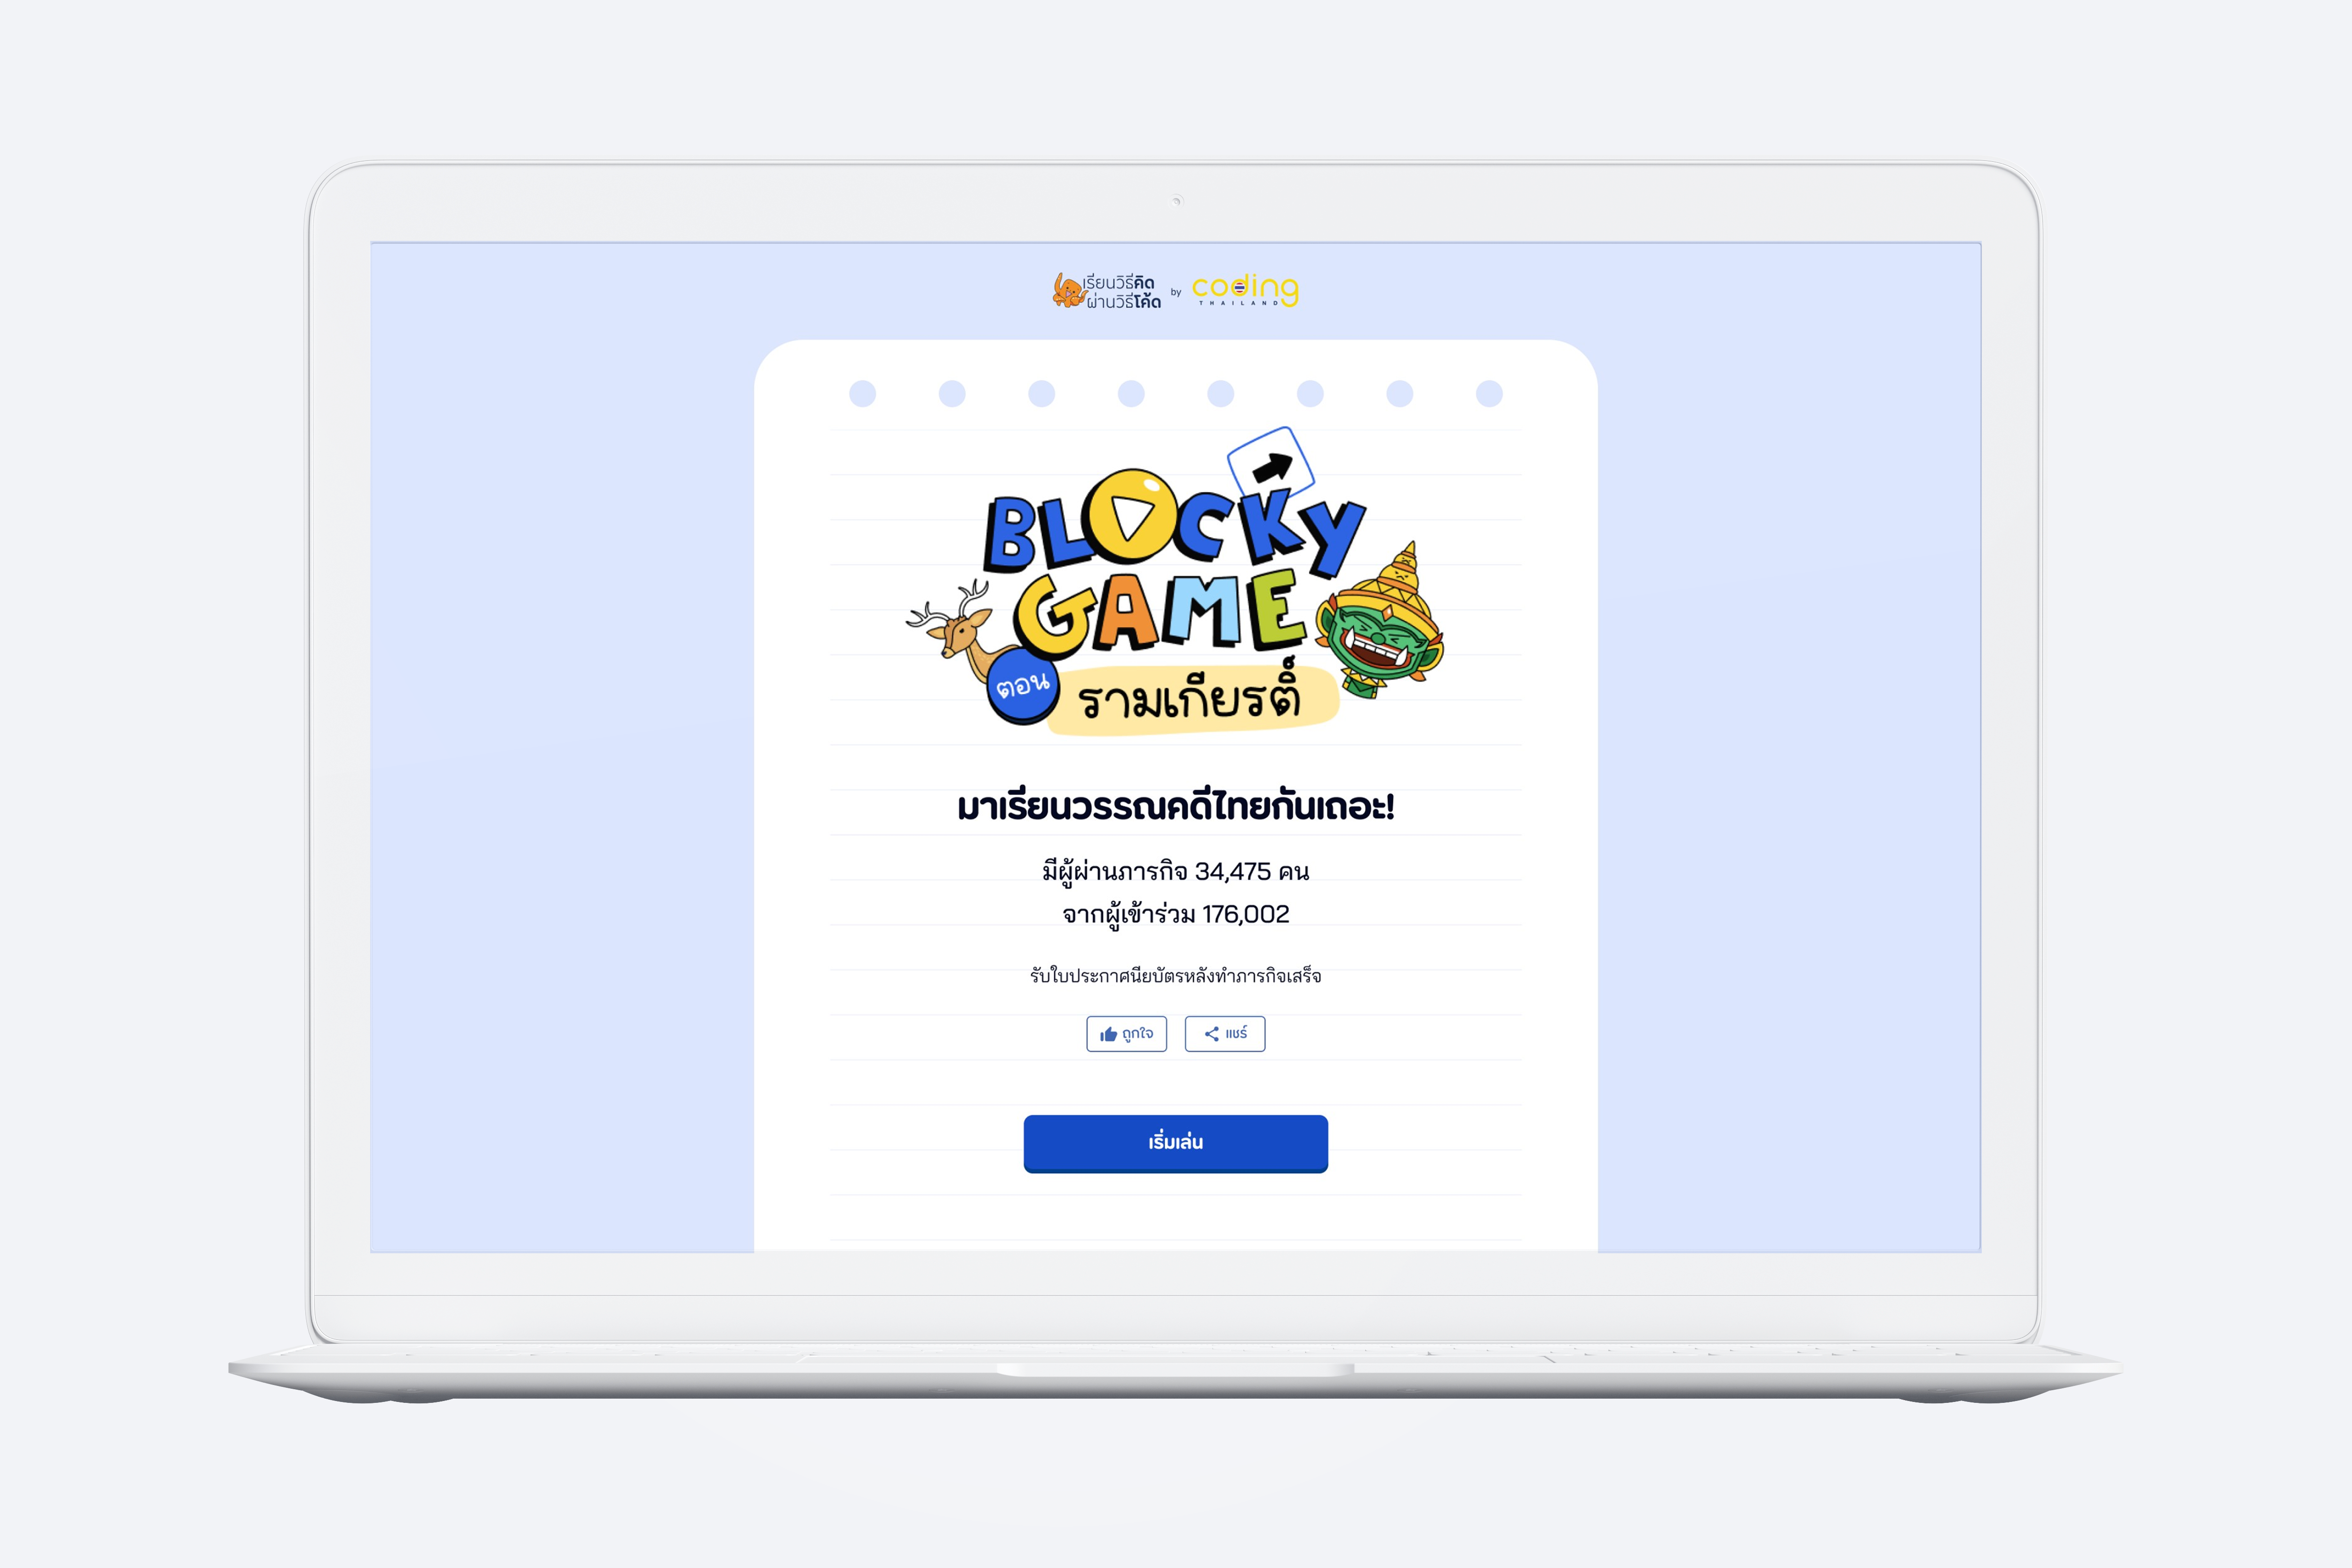 เรียนวิธีคิด
ผ่านวิธีโค้ด
by
coding
THAILAND
BLOCKY
GAME
ตอน
รามเกียรติ์
มาเรียนวรรณคดีไทยกันเถอะ!
มีผู้ผ่านภารกิจ 34,475 คน
จากผู้เข้าร่วม 176,002
รับใบประกาศนียบัตรหลังทำภารกิจเสร็จ
ถูกใจ
แชร์
เริ่มเล่น